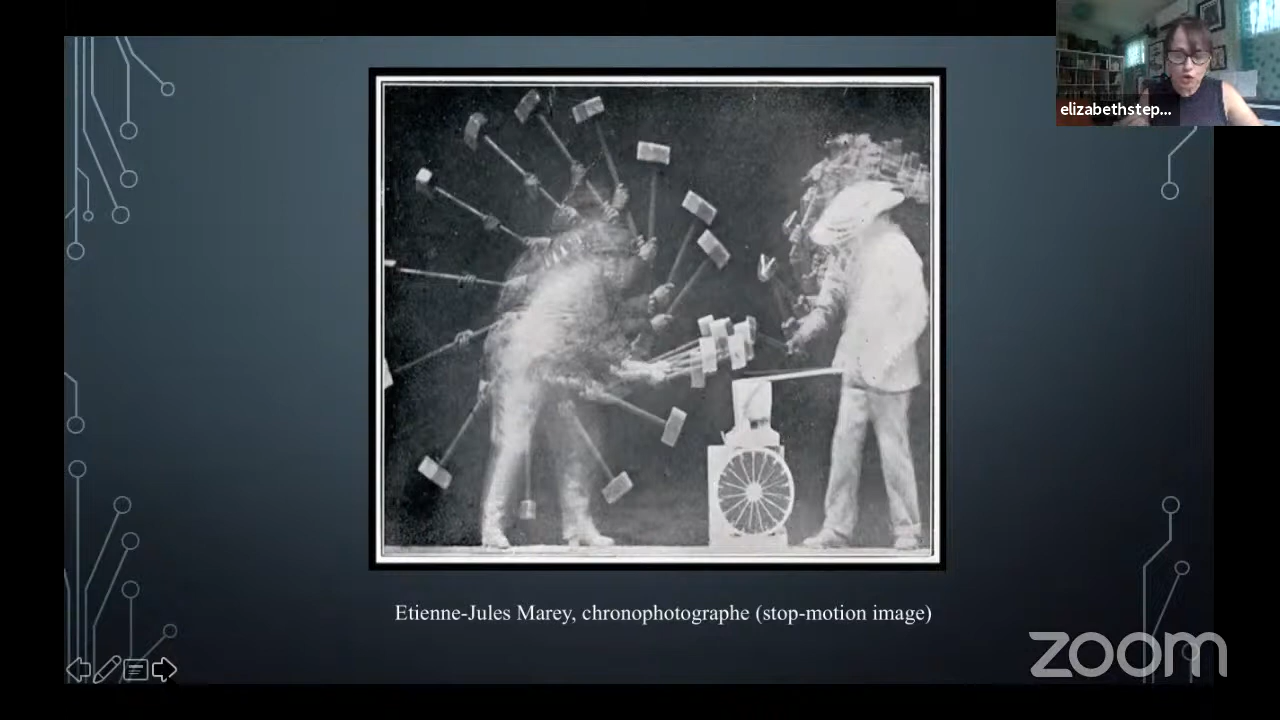 elizabethstep...
Etienne-Jules Marey, chronophotographe (stop-motion image)
zoom